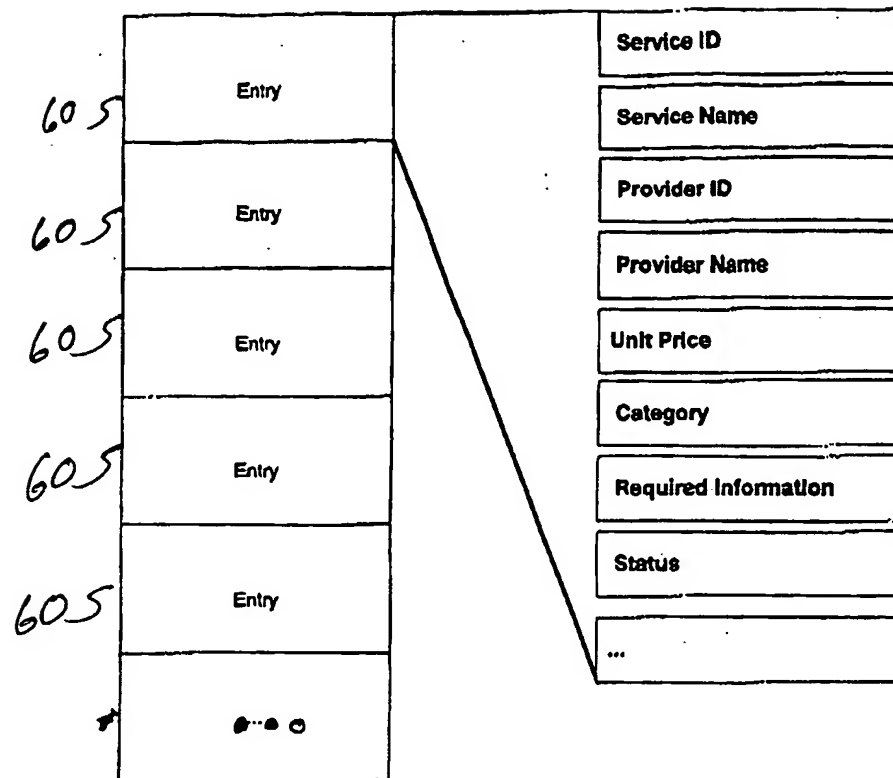 Service ID
Entry
605
Service Name
Provider ID
Entry
605
Provider Name
Unit Price
Entry
605
Category
Entry
605
Required Information
Status
Entry
605
...